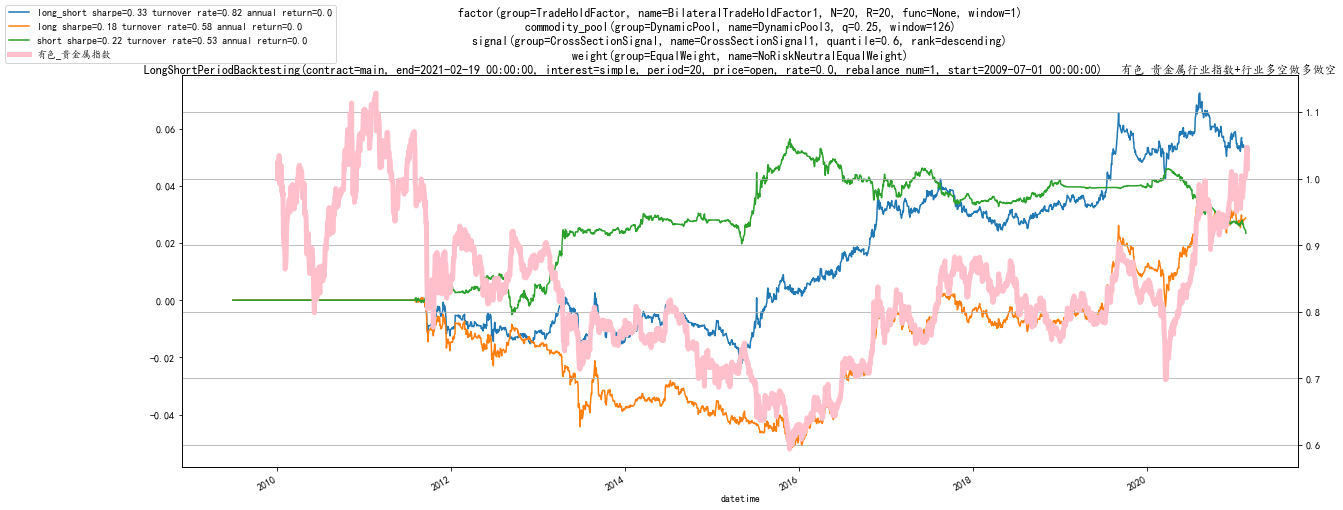 long_short sharpe=0.33 turnover rate=0.82 annual return=0.0
long sharpe=0.18 turnover rate=0.58 annual return=0.0
short sharpe=0.22 turnover rate=0.53 annual return=0.0
有色_贵金属指数
factor(group=TradeHoldFactor, name=BilateralTradeHoldFactor1, N=20, R=20, func=None, window=1)
commodity_pool(group=DynamicPool, name=DynamicPool3, q=0.25, window=126)
signal(group=CrossSectionSignal, name=CrossSectionSignal1, quantile=0.6, rank=descending)
weight(group=EqualWeight, name=NoRiskNeutralEqualWeight)
LongShortPeriodBacktesting(contract=main, end=2021-02-19 00:00:00, interest=simple, period=20, price=open, rate=0.0, rebalance_num=1, start=2009-07-01 00:00:00) 有色_贵金属行业指数+行业多空做多做空
0.06
0.04
0.02
0.00
-0.02
-0.04
1.1
1.0
0.9
0.8
0.7
0.6
2010
2012
2014
2016
2018
2020
datetime